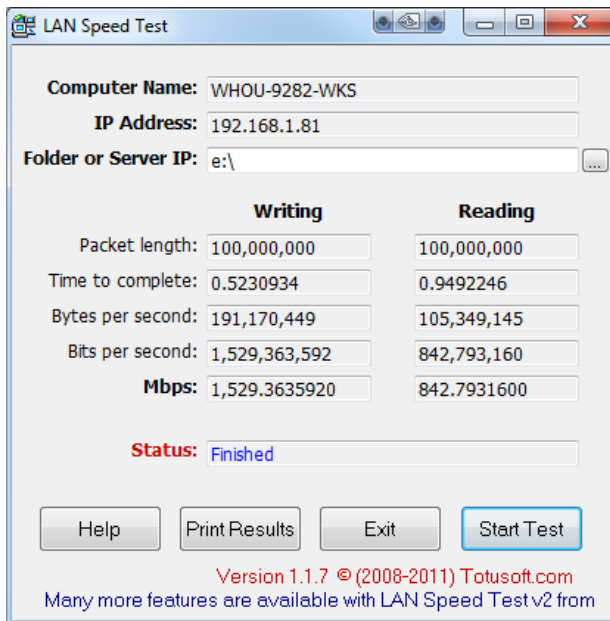 LAN Speed Test
Computer Name: WHOU-9282-WKS
IP Address: 192.168.1.81
Folder or Server IP: e:\ ...
Writing Reading
Packet length: 100,000,000 100,000,000
Time to complete: 0.5230934 0.9492246
Bytes per second: 191,170,449 105,349,145
Bits per second: 1,529,363,592 842,793,160
Mbps: 1,529.3635920 842.7931600
Status: Finished
Help Print Results Exit Start Test
Version 1.1.7 © (2008-2011) Totusoft.com
Many more features are available with LAN Speed Test v2 from